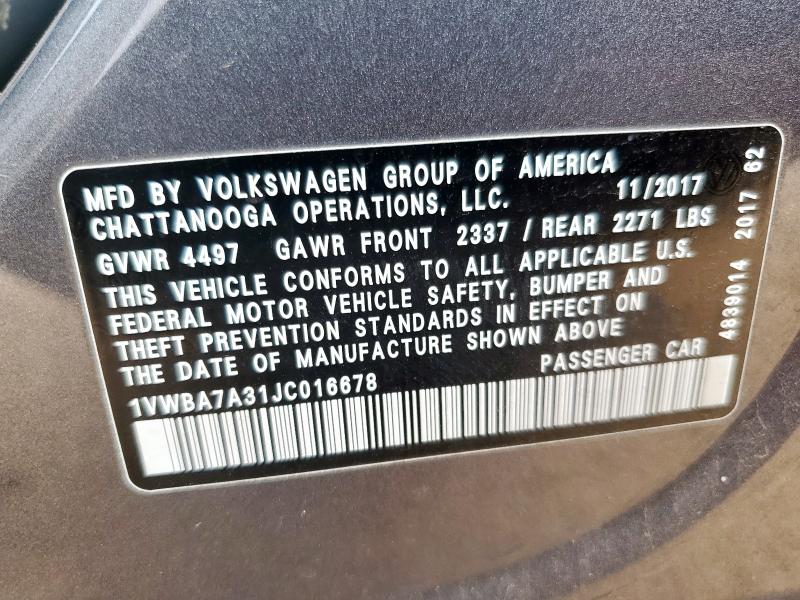 MFD BY VOLKSWAGEN GROUP OF AMERICA
CHATTANOOGA OPERATIONS, LLC. 11/2017
GVWR 4497 GAWR FRONT 2337 / REAR 2271 LBS
THIS VEHICLE CONFORMS TO ALL APPLICABLE U.S.
FEDERAL MOTOR VEHICLE SAFETY, BUMPER AND
THEFT PREVENTION STANDARDS IN EFFECT ON
THE DATE OF MANUFACTURE SHOWN ABOVE
1VWBA7A31JC016678 PASSENGER CAR
4839014 2017 62